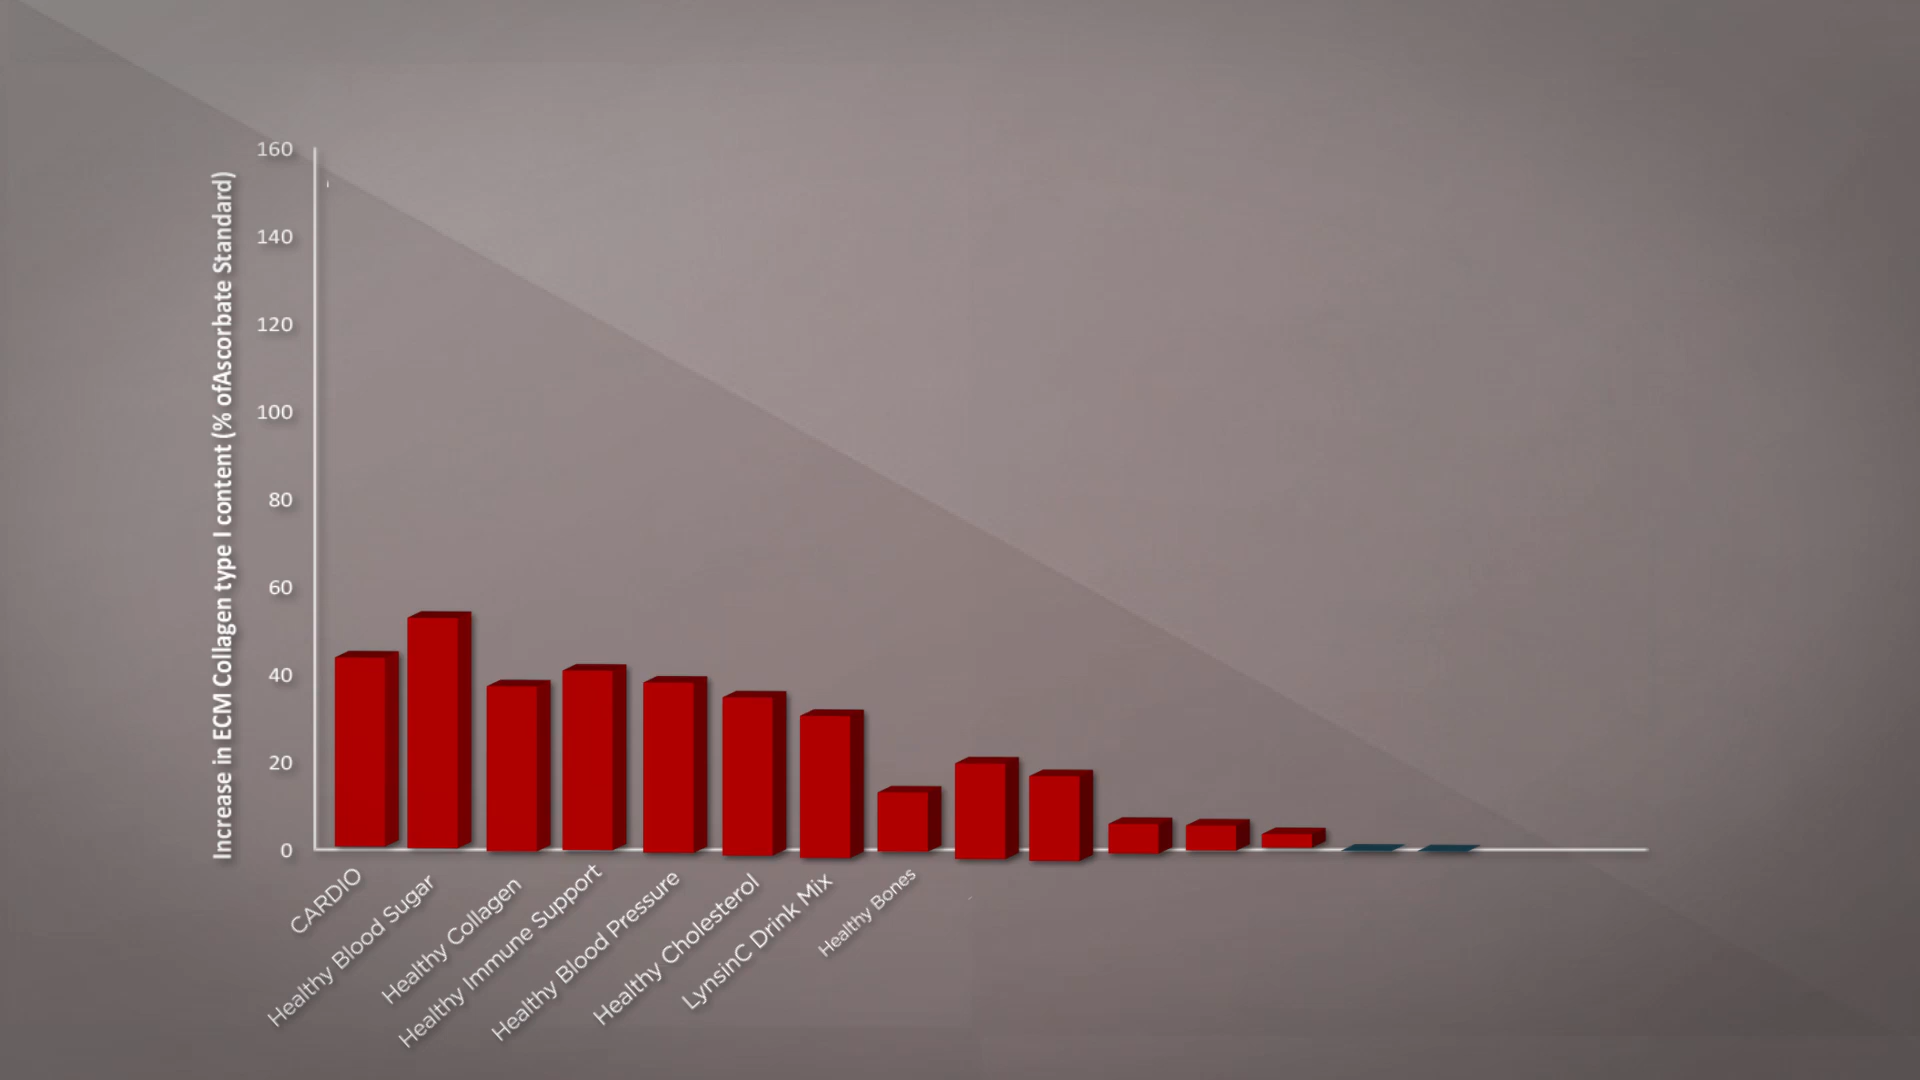 Increase in ECM Collagen type I content (% ofAscorbate Standard)
160
140
120
100
80
60
40
20
0
CARDIO
Healthy Blood Sugar
Healthy Collagen
Healthy Immune Support
Healthy Blood Pressure
Healthy Cholesterol
LynsinC Drink Mix
Healthy Bones